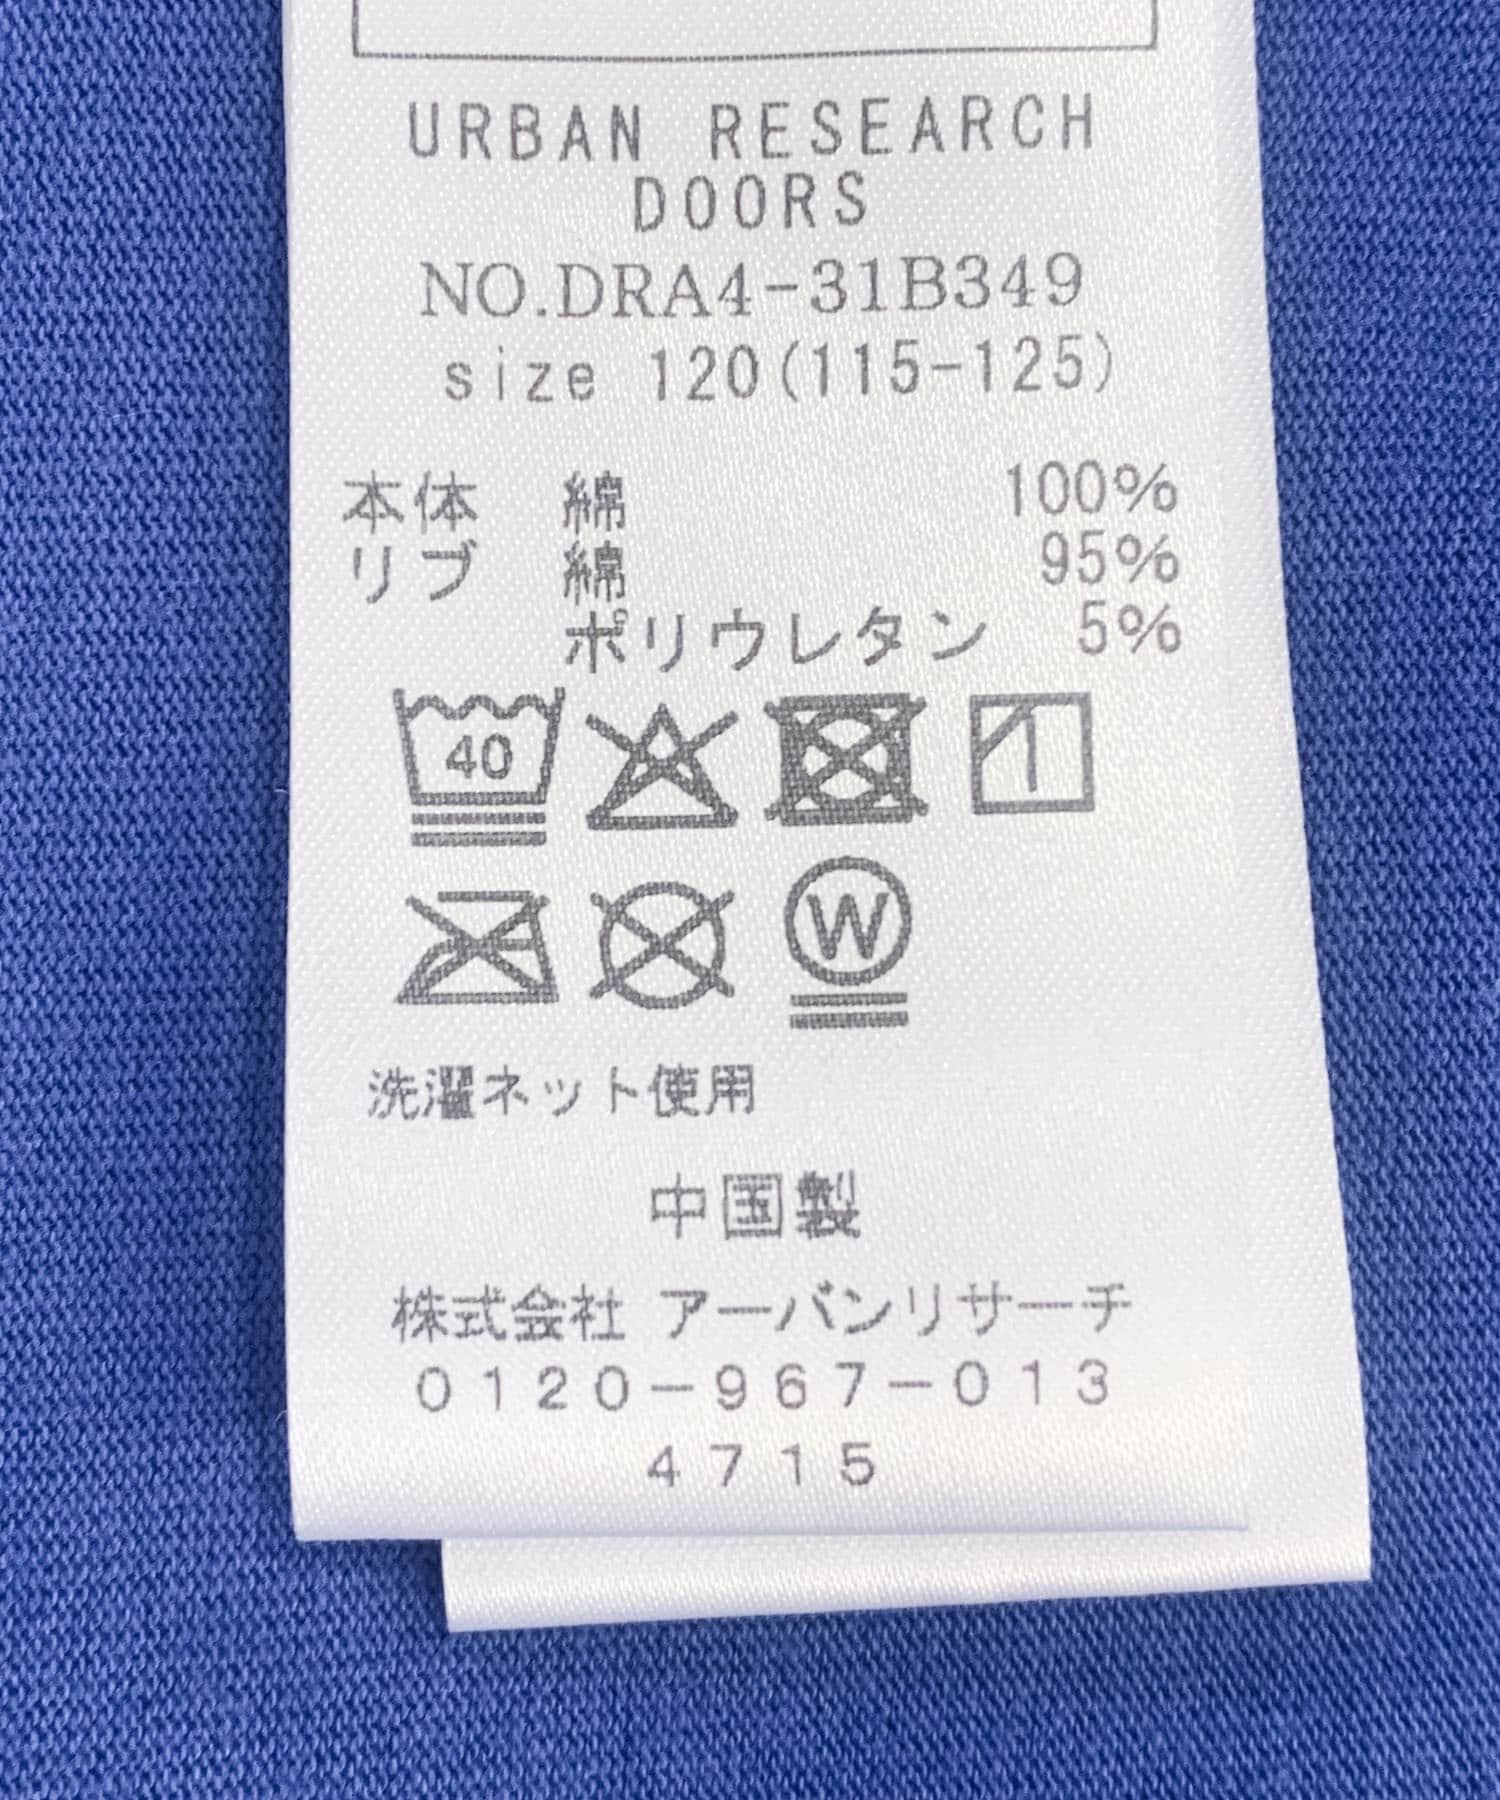 URBAN RESEARCH
DOORS
NO.DRA4-31B349
size 120(115-125)
本体 綿 100%
リブ 綿 95%
ポリウレタン 5%
40
W
洗濯ネット使用
中国製
株式会社 アーバンリサーチ
0120-967-013
4715